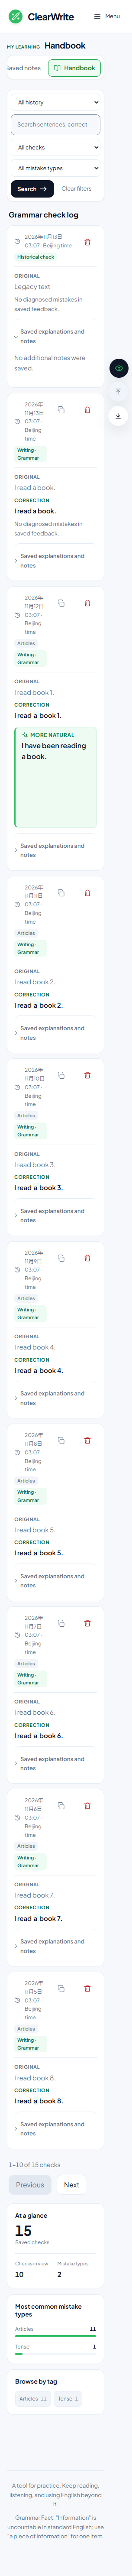 ClearWrite
Menu
MY LEARNING Handbook
Saved notes
Handbook
All history
Search sentences, correcti
All checks
All mistake types
Search →
Clear filters
Grammar check log
2026年11月13日
03:07 · Beijing time
Historical check
ORIGINAL
Legacy text
No diagnosed mistakes in
saved feedback.
Saved explanations and
notes
No additional notes were
saved.
2026年
11月13日
03:07 ·
Beijing
time
Writing ·
Grammar
ORIGINAL
I read a book.
CORRECTION
I read a book.
No diagnosed mistakes in
saved feedback.
Saved explanations and
notes
2026年
11月12日
03:07 ·
Beijing
time
Articles
Writing ·
Grammar
ORIGINAL
I read book 1.
CORRECTION
I read a book 1.
MORE NATURAL
I have been reading
a book.
Saved explanations and
notes
2026年
11月11日
03:07 ·
Beijing
time
Articles
Writing ·
Grammar
ORIGINAL
I read book 2.
CORRECTION
I read a book 2.
Saved explanations and
notes
2026年
11月10日
03:07 ·
Beijing
time
Articles
Writing ·
Grammar
ORIGINAL
I read book 3.
CORRECTION
I read a book 3.
Saved explanations and
notes
2026年
11月9日
03:07 ·
Beijing
time
Articles
Writing ·
Grammar
ORIGINAL
I read book 4.
CORRECTION
I read a book 4.
Saved explanations and
notes
2026年
11月8日
03:07 ·
Beijing
time
Articles
Writing ·
Grammar
ORIGINAL
I read book 5.
CORRECTION
I read a book 5.
Saved explanations and
notes
2026年
11月7日
03:07 ·
Beijing
time
Articles
Writing ·
Grammar
ORIGINAL
I read book 6.
CORRECTION
I read a book 6.
Saved explanations and
notes
2026年
11月6日
03:07 ·
Beijing
time
Articles
Writing ·
Grammar
ORIGINAL
I read book 7.
CORRECTION
I read a book 7.
Saved explanations and
notes
2026年
11月5日
03:07 ·
Beijing
time
Articles
Writing ·
Grammar
ORIGINAL
I read book 8.
CORRECTION
I read a book 8.
Saved explanations and
notes
1–10 of 15 checks
Previous
Next
At a glance
15
Saved checks
Checks in view
Mistake types
10
2
Most common mistake
types
Articles 11
Tense 1
Browse by tag
Articles 11
Tense 1
A tool for practice. Keep reading,
listening, and using English beyond
it.
Grammar Fact: "Information" is
uncountable in standard English; use
"a piece of information" for one item.